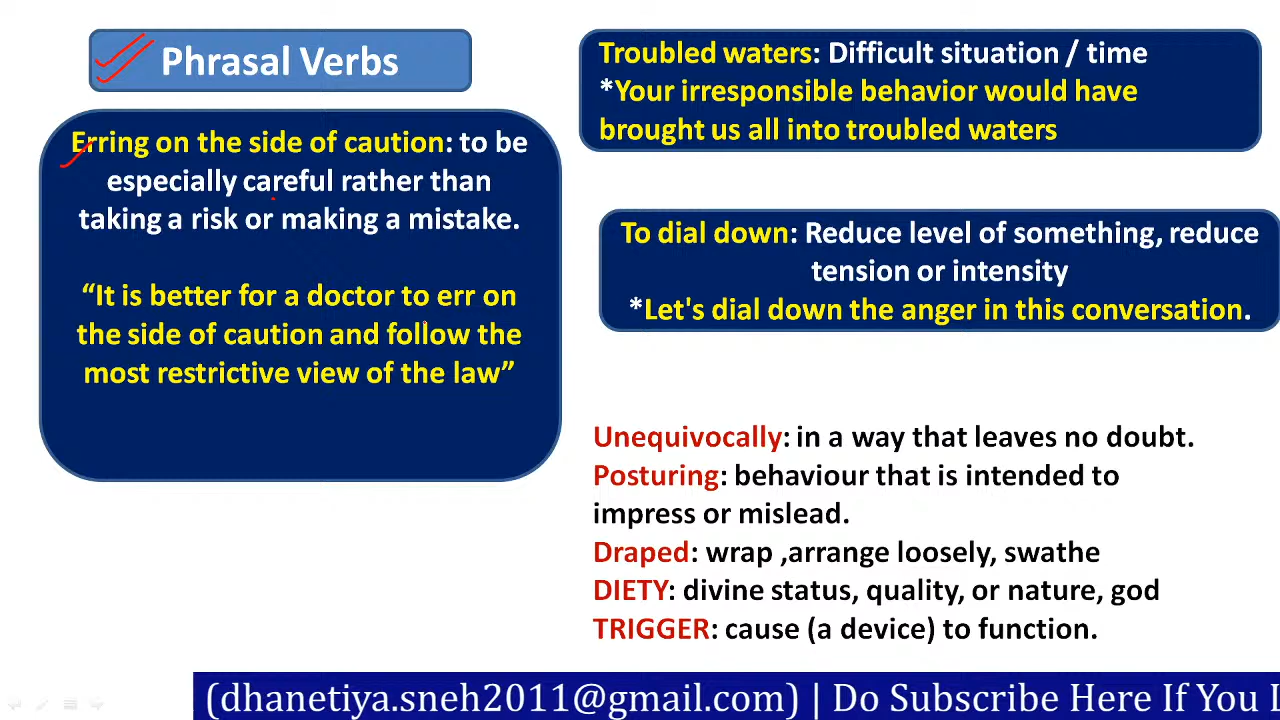 Phrasal Verbs
Erring on the side of caution: to be
especially careful rather than
taking a risk or making a mistake.
“It is better for a doctor to err on
the side of caution and follow the
most restrictive view of the law”
Troubled waters: Difficult situation / time
*Your irresponsible behavior would have
brought us all into troubled waters
To dial down: Reduce level of something, reduce
tension or intensity
*Let's dial down the anger in this conversation.
Unequivocally: in a way that leaves no doubt.
Posturing: behaviour that is intended to
impress or mislead.
Draped: wrap ,arrange loosely, swathe
DIETY: divine status, quality, or nature, god
TRIGGER: cause (a device) to function.
(dhanetiya.sneh2011@gmail.com) | Do Subscribe Here If You